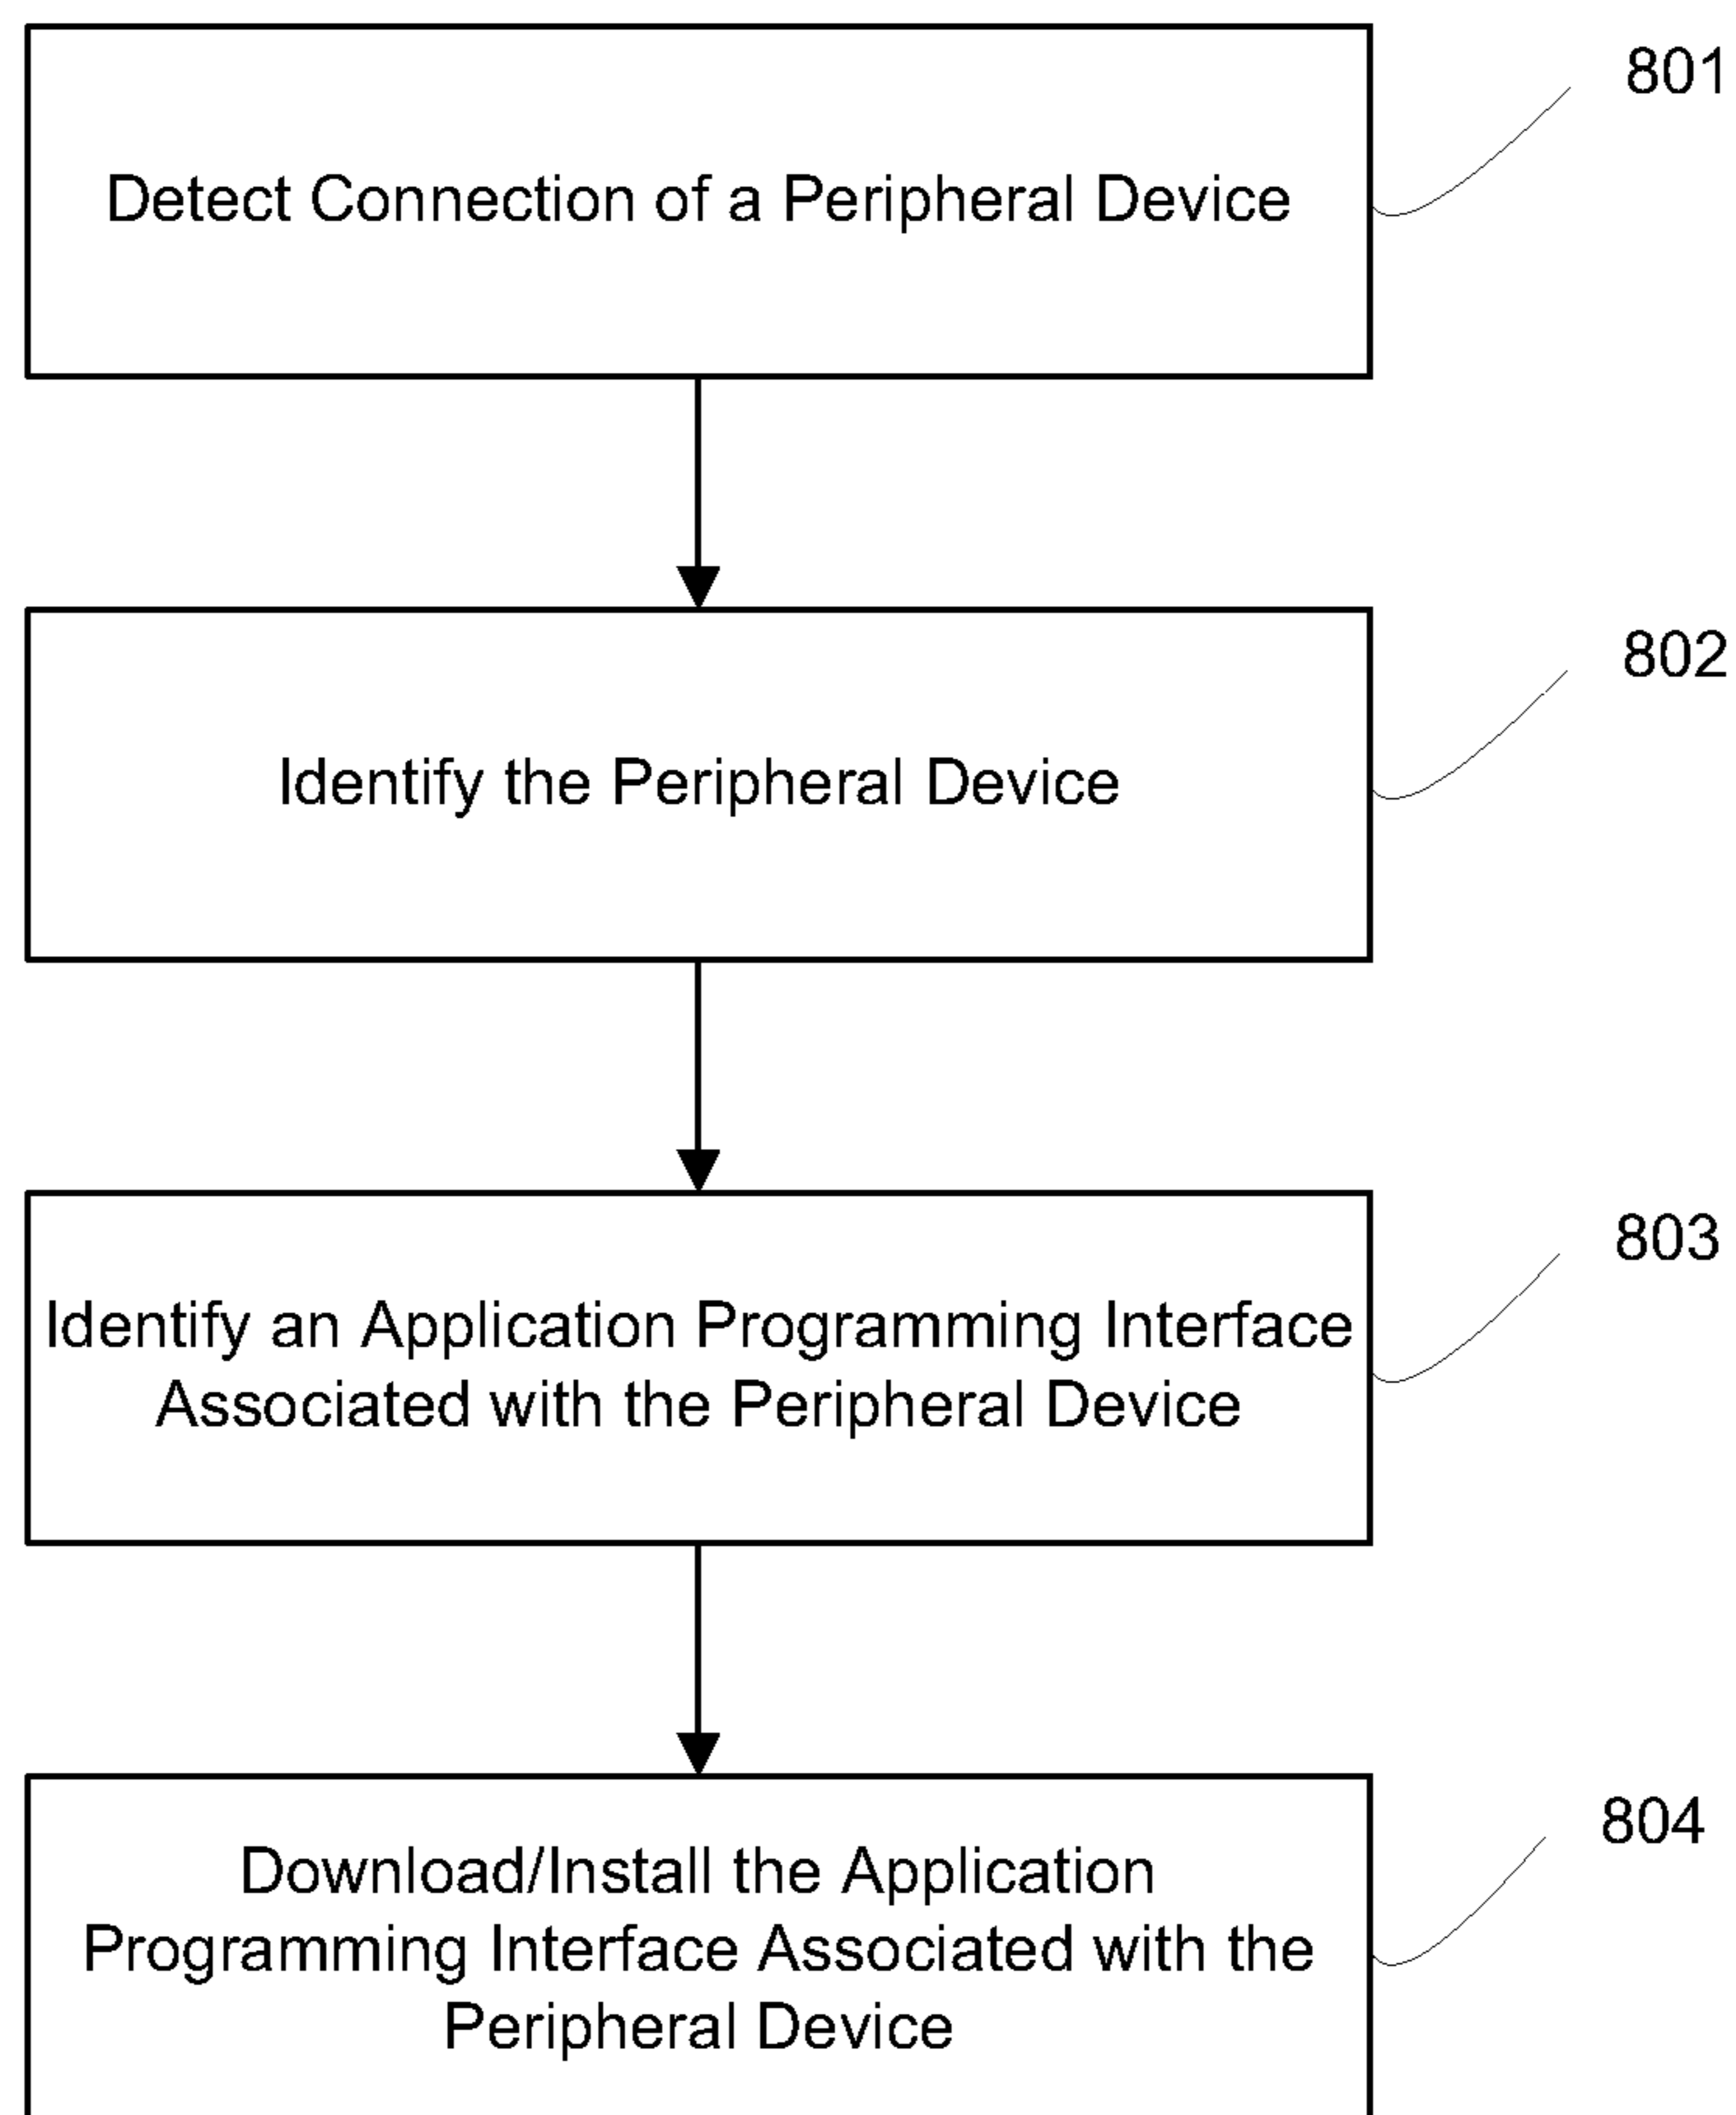 801
Detect Connection of a Peripheral Device
802
Identify the Peripheral Device
803
Identify an Application Programming Interface
Associated with the Peripheral Device
804
Download/Install the Application
Programming Interface Associated with the
Peripheral Device